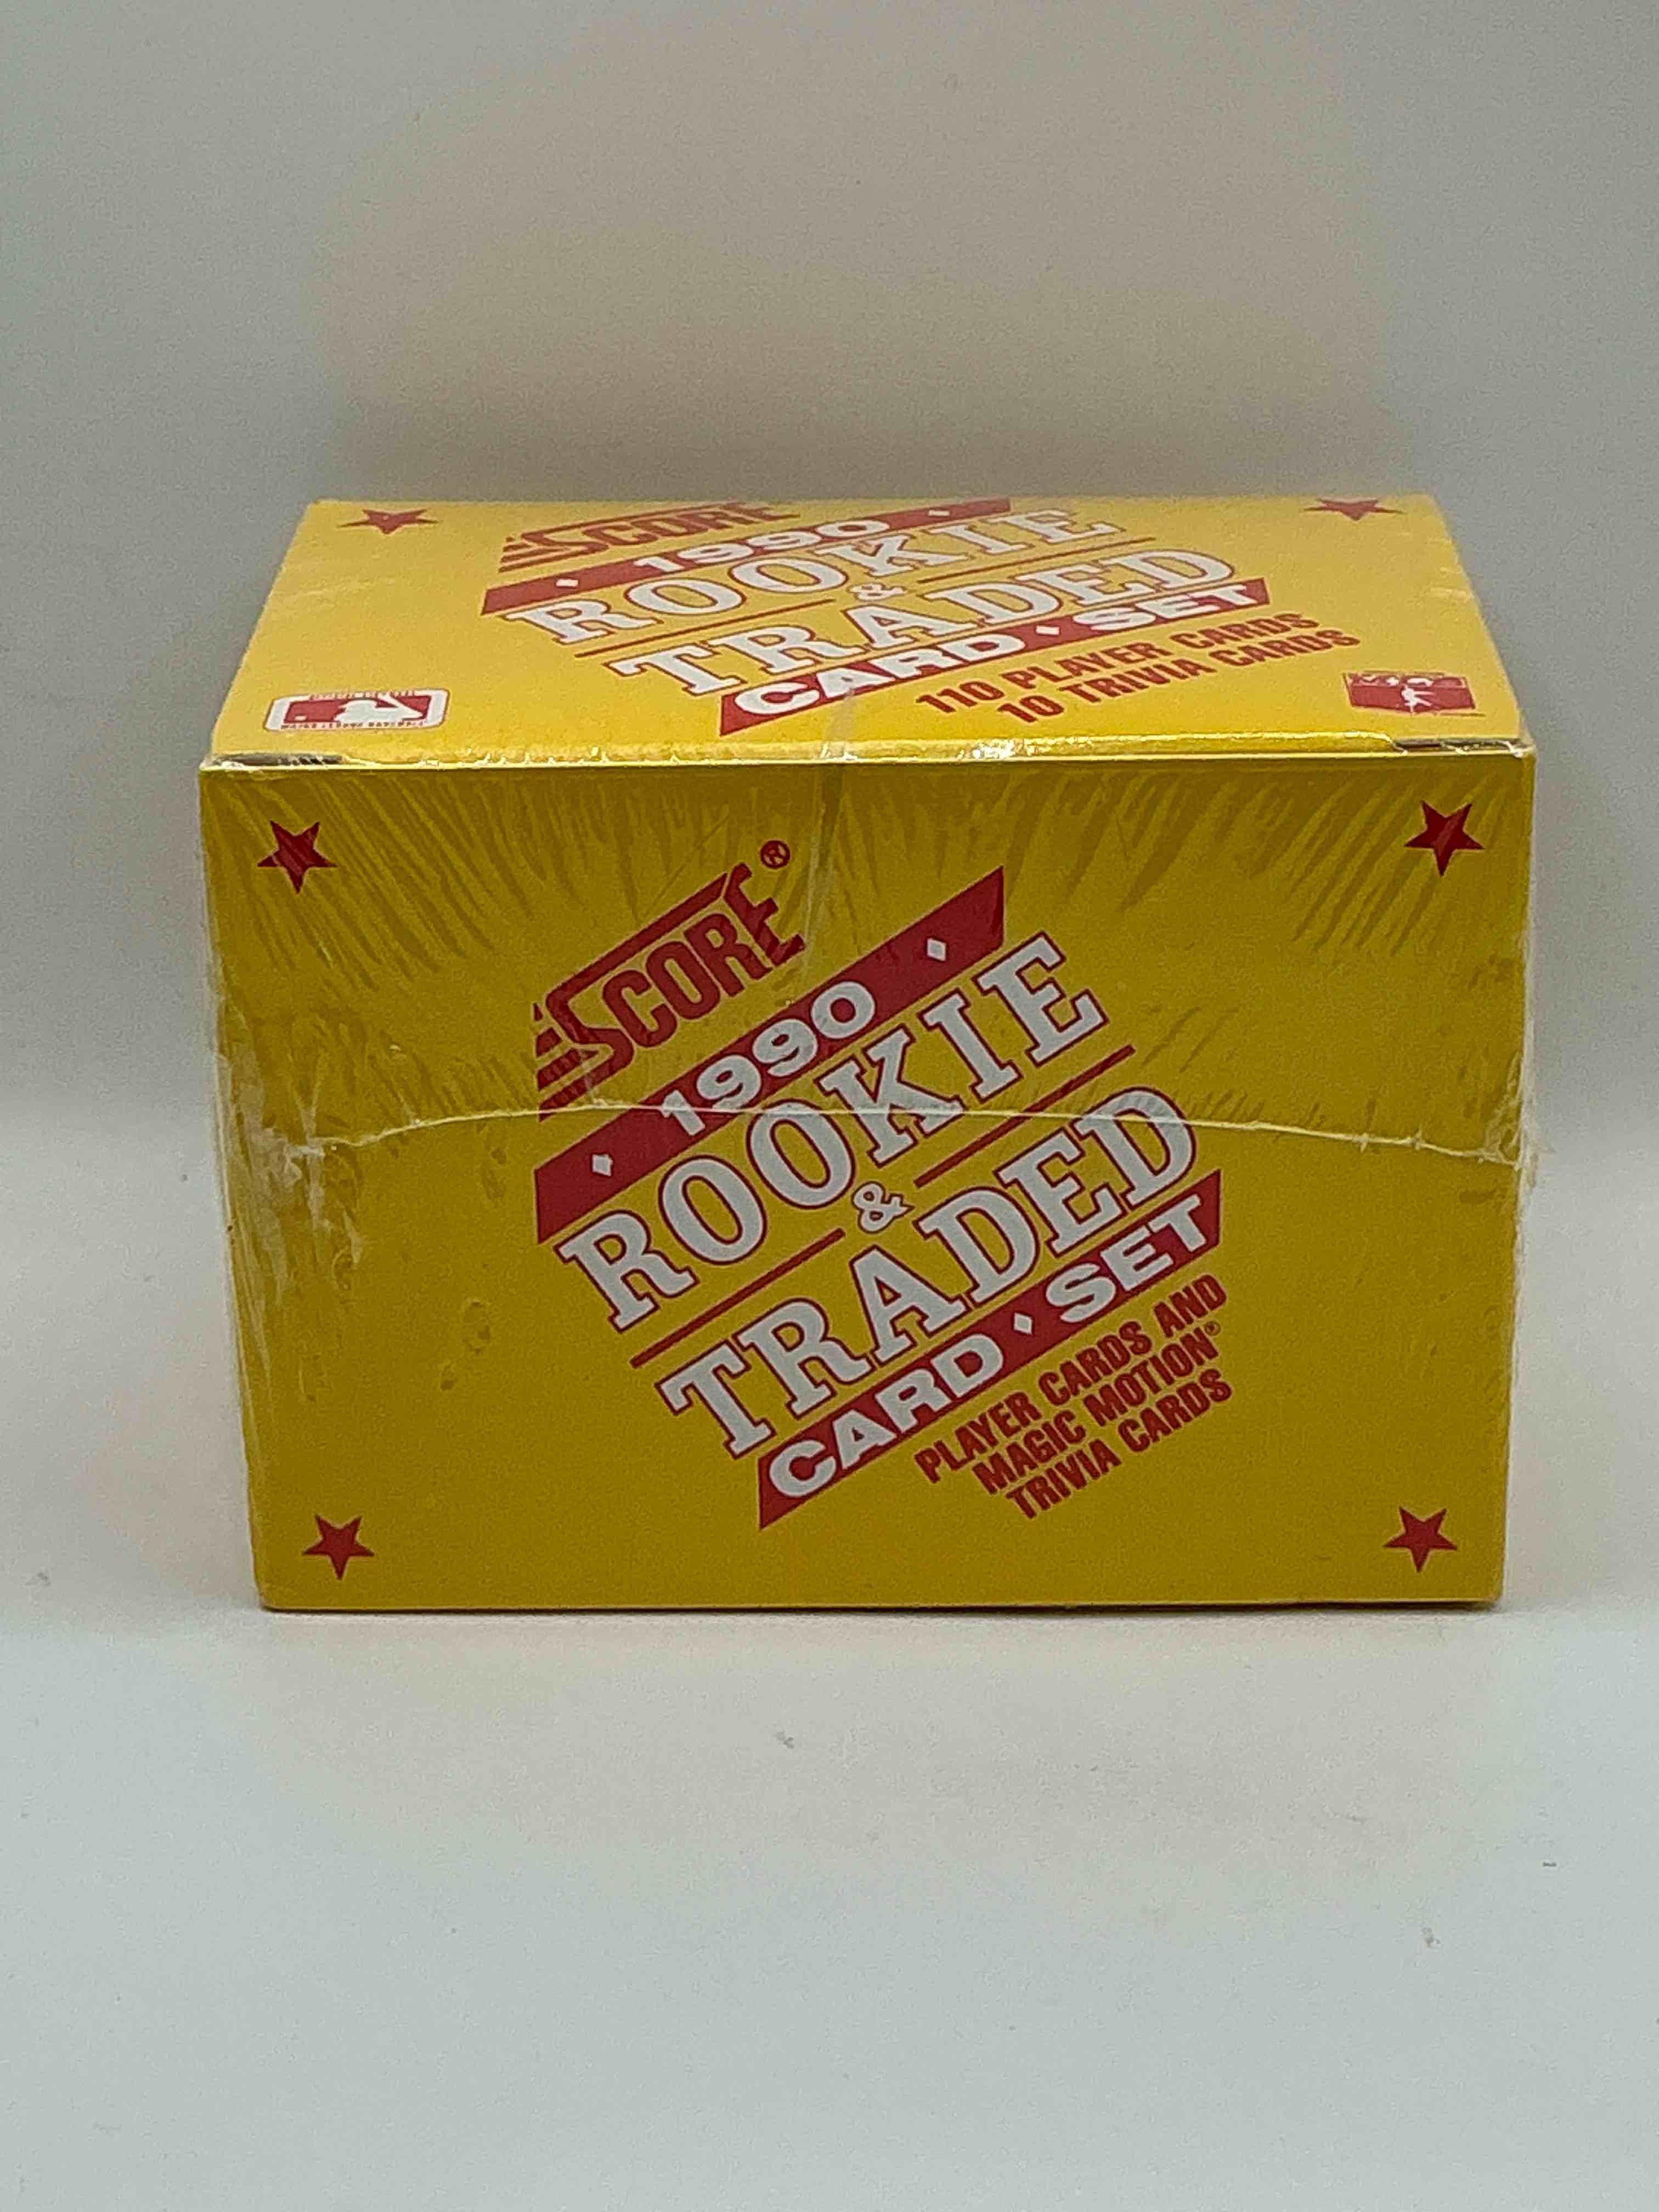 SCORE
1990
ROOKIE
&
TRADED
CARD • SET
110 PLAYER CARDS
10 TRIVIA CARDS
SCORE®
1990
ROOKIE
&
TRADED
CARD • SET
PLAYER CARDS AND
MAGIC MOTION®
TRIVIA CARDS